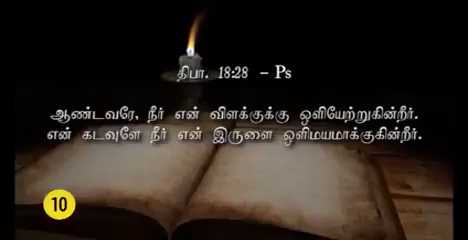 திபா. 18:28 – Ps
ஆண்டவரே, நீர் என் விளக்குக்கு ஒளியேற்றுகின்றீர்.
என் கடவுளே நீர் என் இருளை ஒளிமயமாக்குகின்றீர்.
10